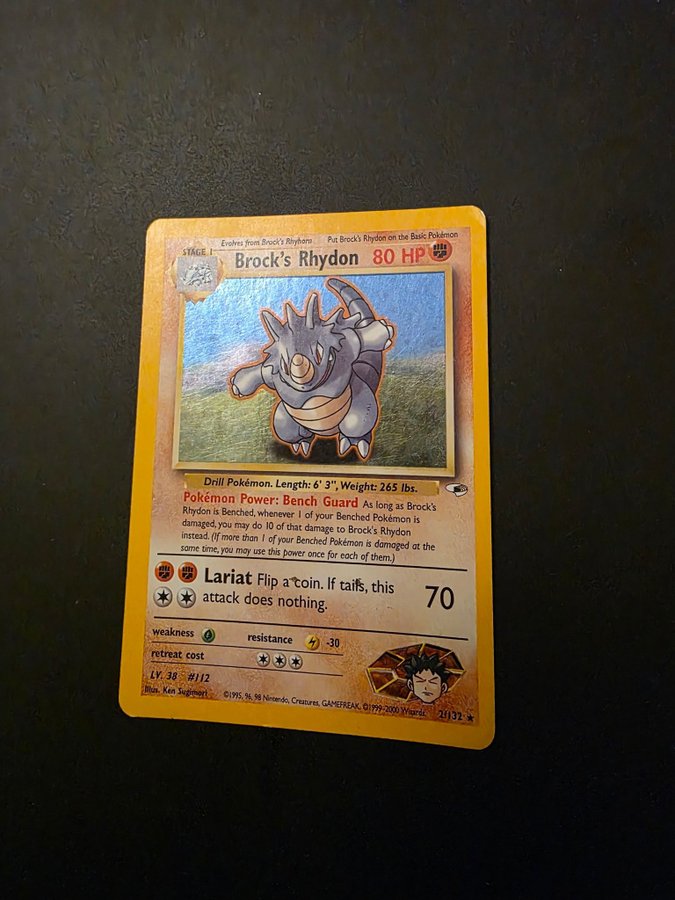 Evolves from Brock's Rhyhorn Put Brock's Rhydon on the Basic Pokémon
STAGE 1
Brock's Rhydon 80 HP
Drill Pokémon. Length: 6' 3", Weight: 265 lbs.
Pokémon Power: Bench Guard As long as Brock's
Rhydon is Benched, whenever 1 of your Benched Pokémon is
damaged, you may do 10 of that damage to Brock's Rhydon
instead. (If more than 1 of your Benched Pokémon is damaged at the
same time, you may use this power once for each of them.)
Lariat Flip a coin. If tails, this
attack does nothing. 70
weakness resistance -30
retreat cost
LV. 38 #112
Illus. Ken Sugimori ©1995, 96, 98 Nintendo, Creatures, GAMEFREAK. ©1999-2000 Wizards. 2/132 ★